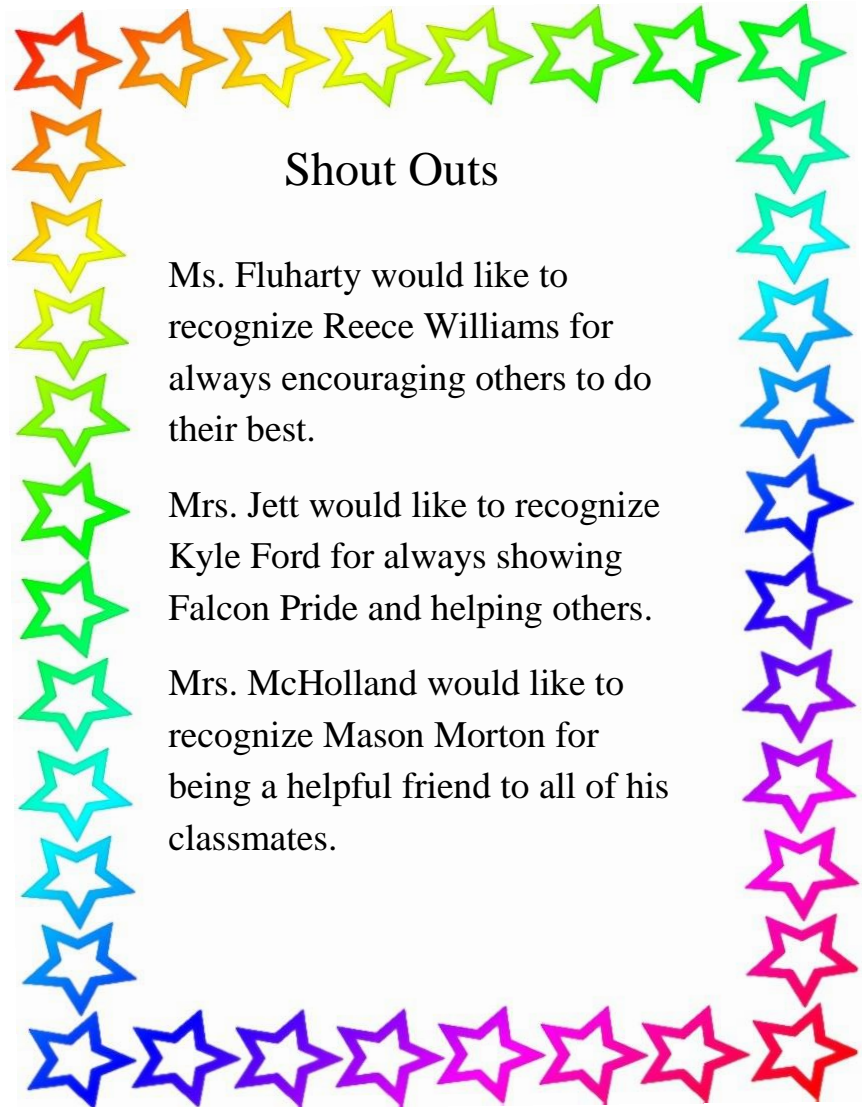 Shout Outs
Ms. Fluharty would like to
recognize Reece Williams for
always encouraging others to do
their best.
Mrs. Jett would like to recognize
Kyle Ford for always showing
Falcon Pride and helping others.
Mrs. McHolland would like to
recognize Mason Morton for
being a helpful friend to all of his
classmates.